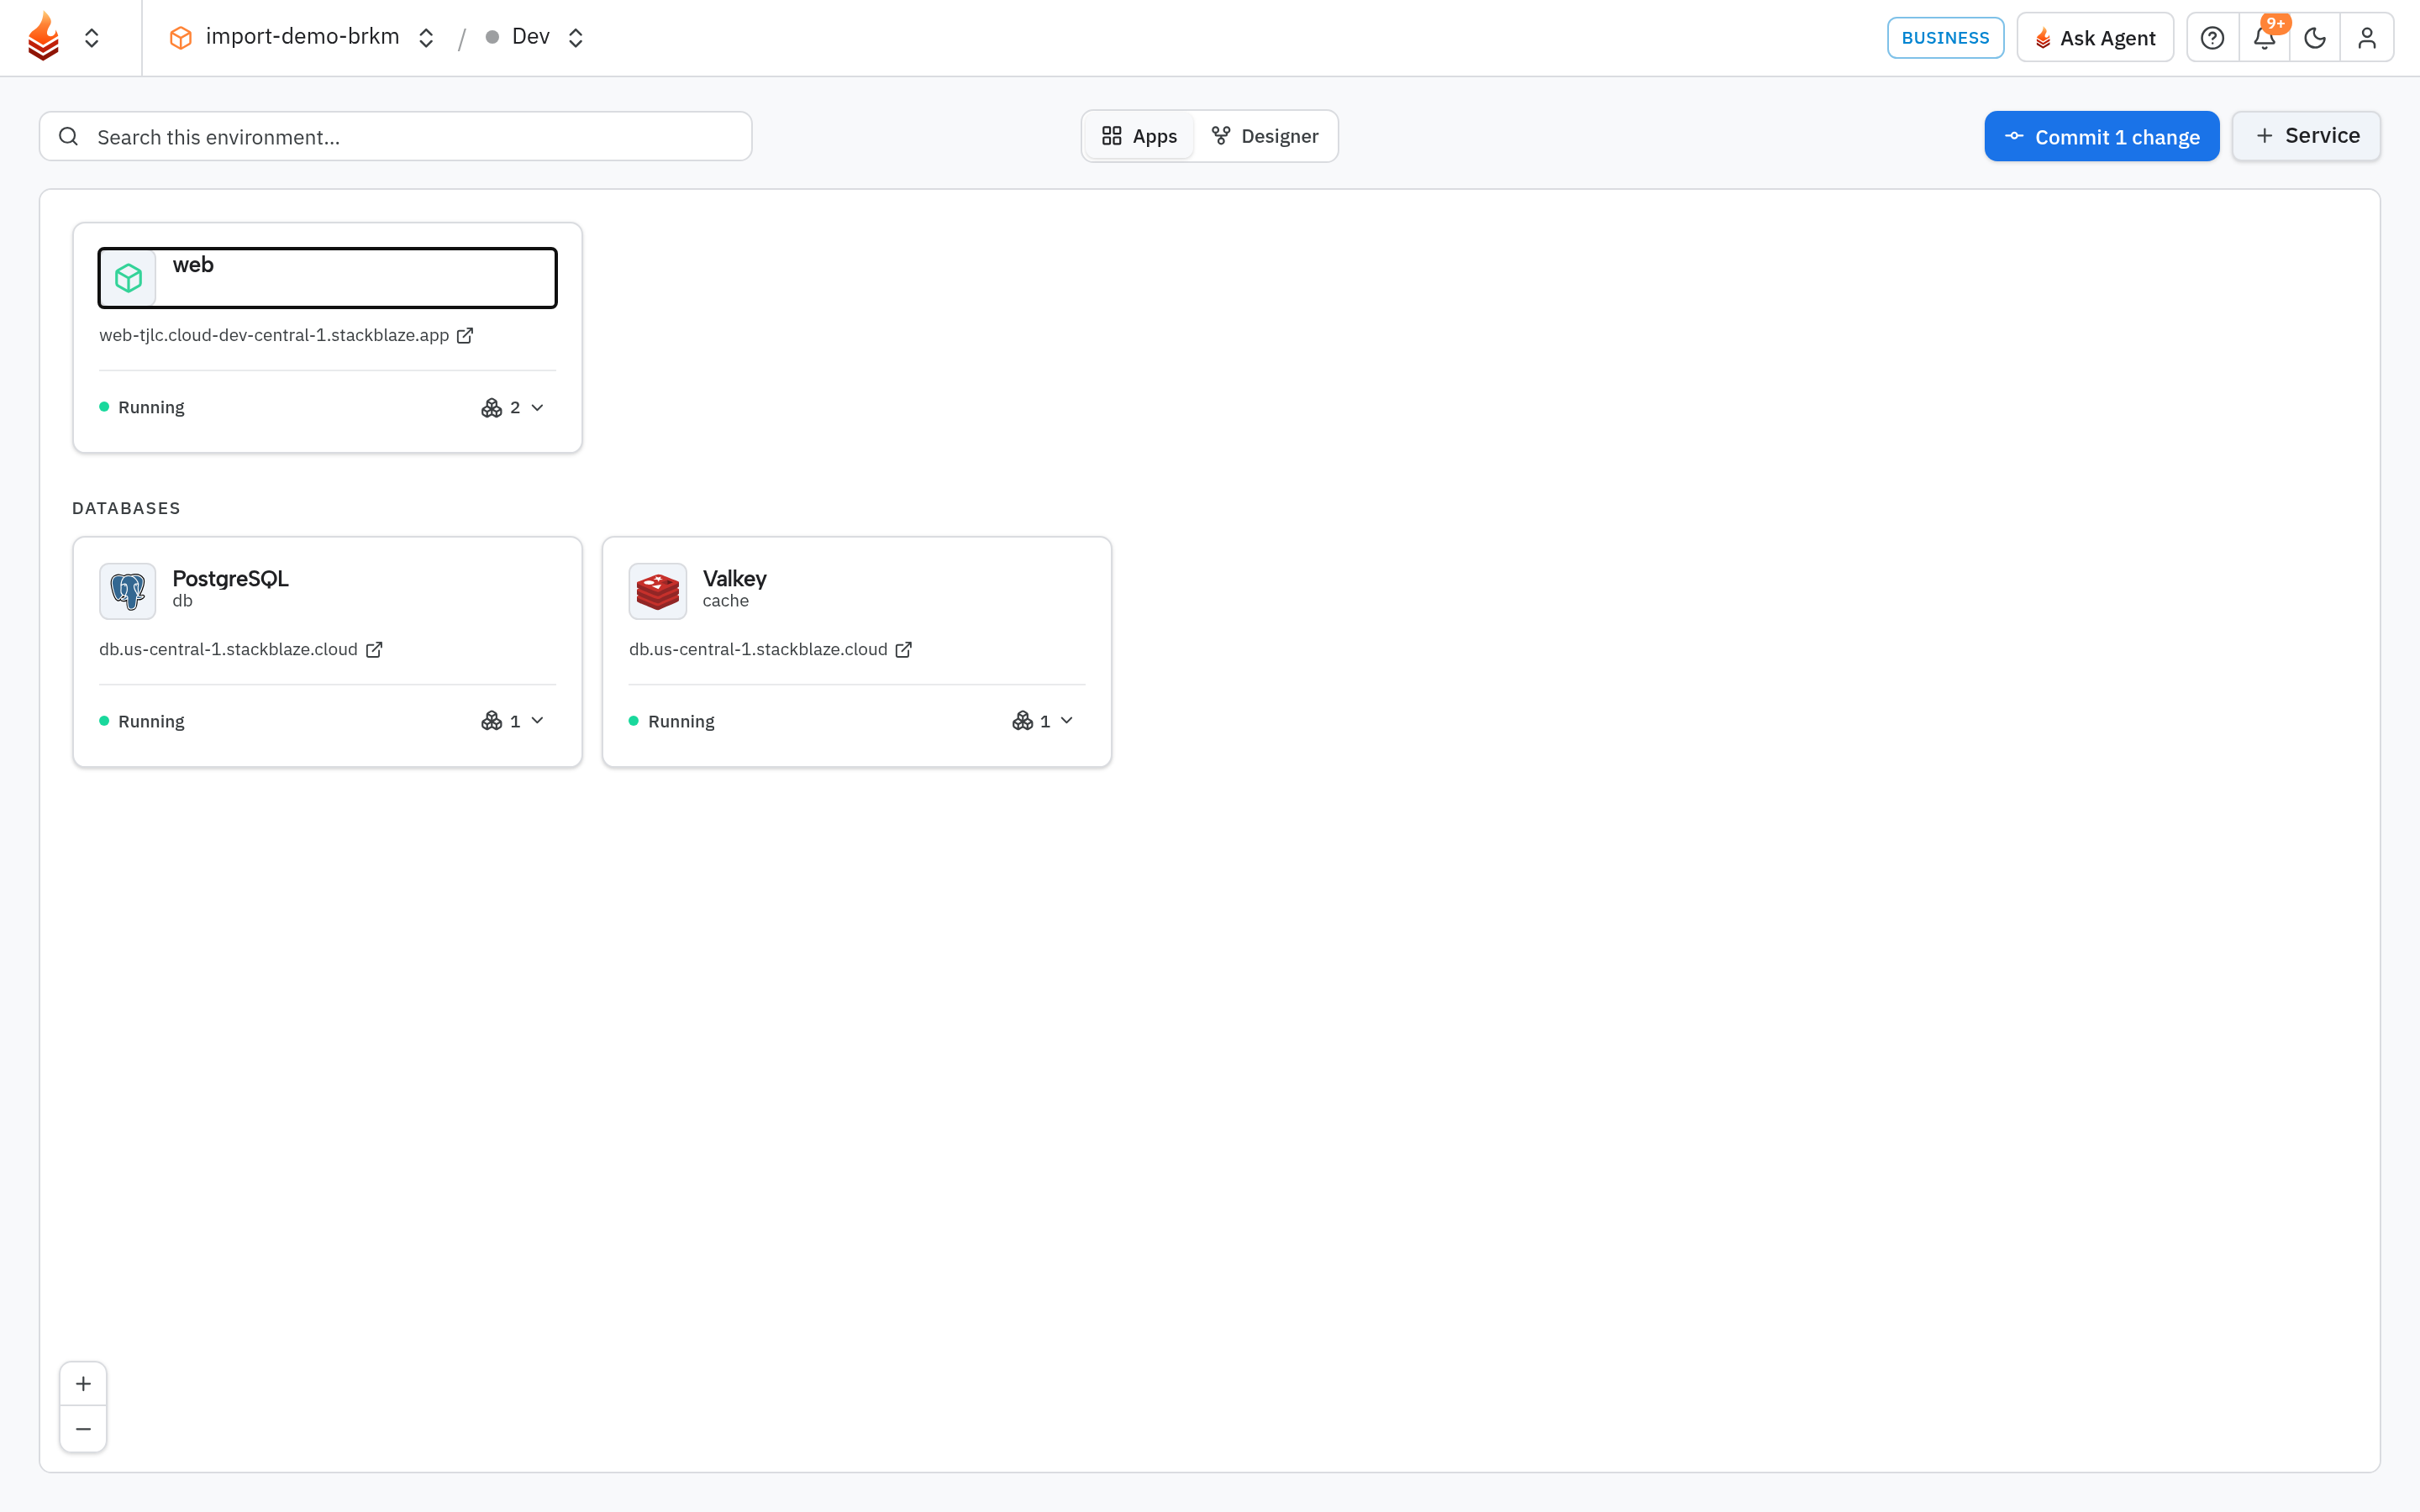 import-demo-brkm / Dev
BUSINESS
Ask Agent
9+
Search this environment...
Apps
Designer
Commit 1 change
Service
web
web-tjlc.cloud-dev-central-1.stackblaze.app
Running
2
DATABASES
PostgreSQL
db
db.us-central-1.stackblaze.cloud
Running
1
Valkey
cache
db.us-central-1.stackblaze.cloud
Running
1